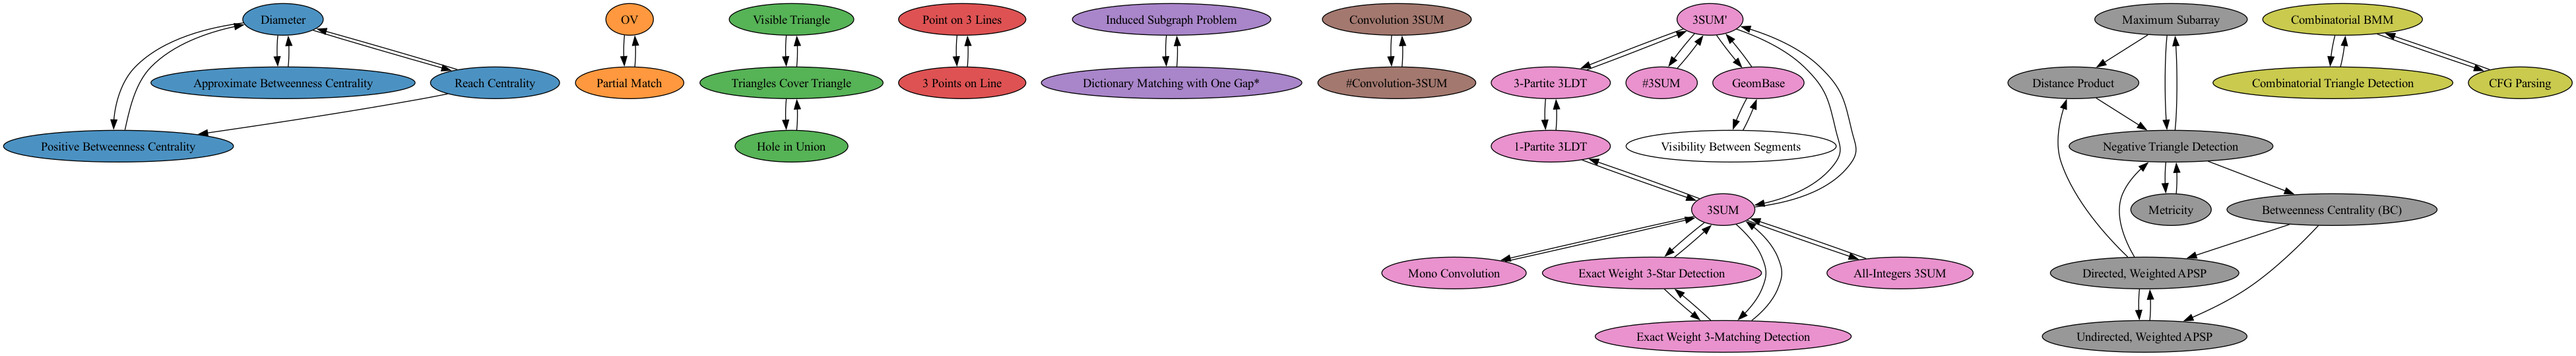 Diameter
OV
Visible Triangle
Point on 3 Lines
Induced Subgraph Problem
Convolution 3SUM
3SUM'
Maximum Subarray
Combinatorial BMM
Approximate Betweenness Centrality
Reach Centrality
Partial Match
Triangles Cover Triangle
3 Points on Line
Dictionary Matching with One Gap*
#Convolution-3SUM
3-Partite 3LDT
#3SUM
GeomBase
Distance Product
Combinatorial Triangle Detection
CFG Parsing
Positive Betweenness Centrality
Hole in Union
1-Partite 3LDT
Visibility Between Segments
Negative Triangle Detection
3SUM
Metricity
Betweenness Centrality (BC)
Mono Convolution
Exact Weight 3-Star Detection
All-Integers 3SUM
Directed, Weighted APSP
Exact Weight 3-Matching Detection
Undirected, Weighted APSP